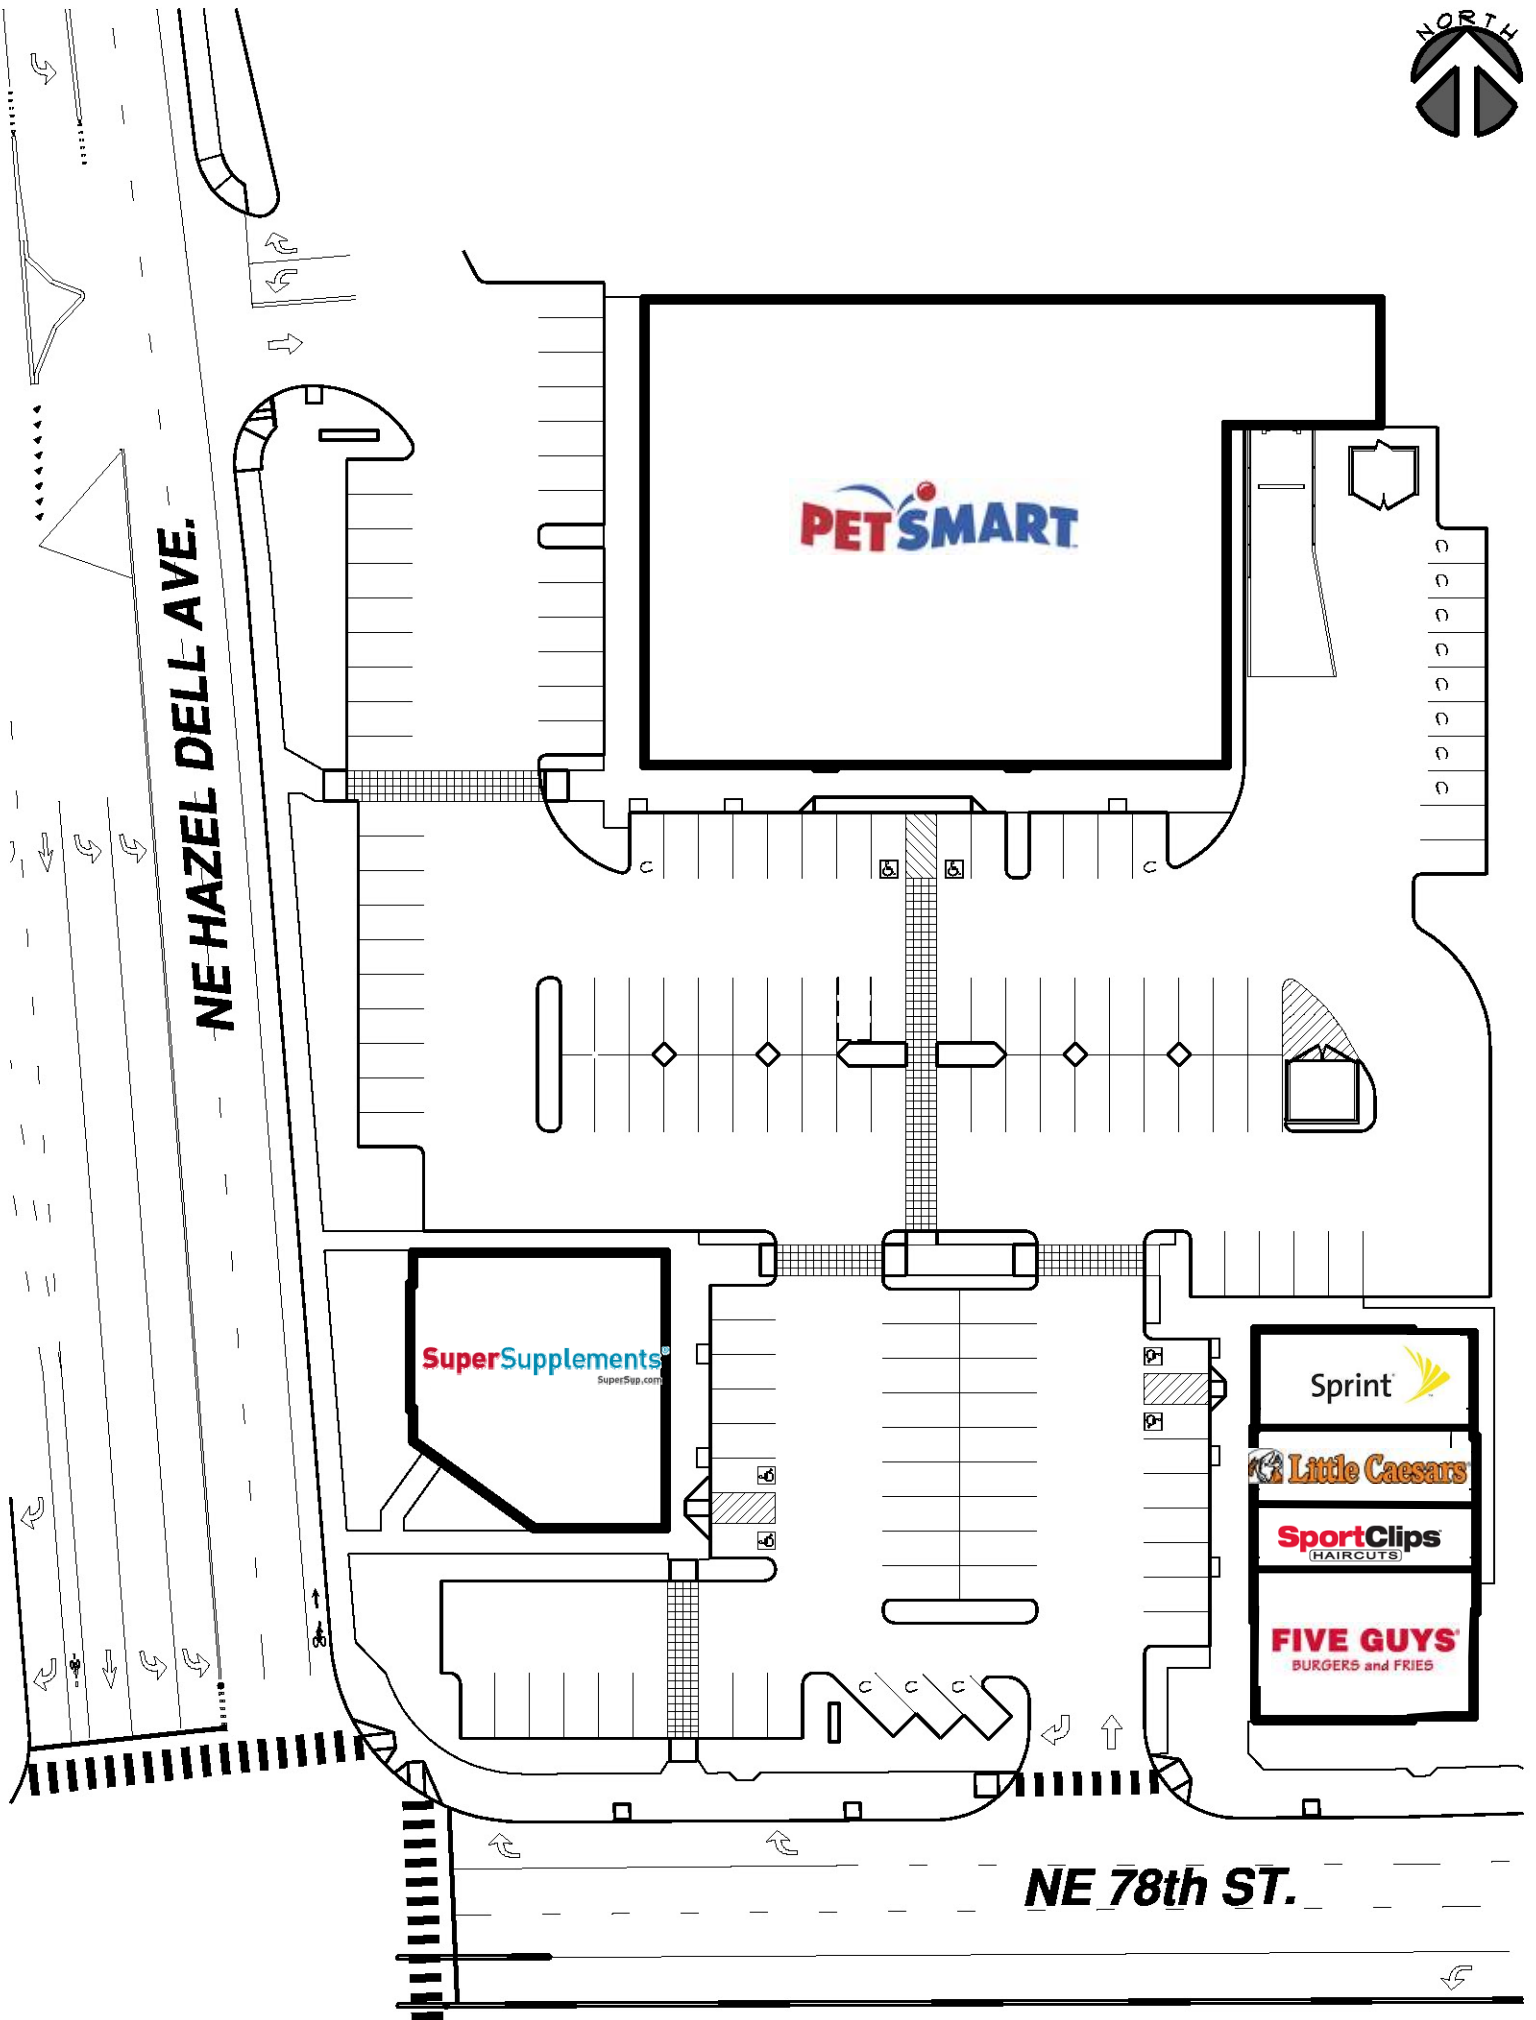 NORTH
PETSMART
NE HAZEL DELL AVE.
C
C
C
C
C
C
C
C
C
C
SuperSupplements
SuperSup.com
Sprint
Little Caesars
SportClips
HAIRCUTS
FIVE GUYS
BURGERS and FRIES
C
C
C
NE 78th ST.